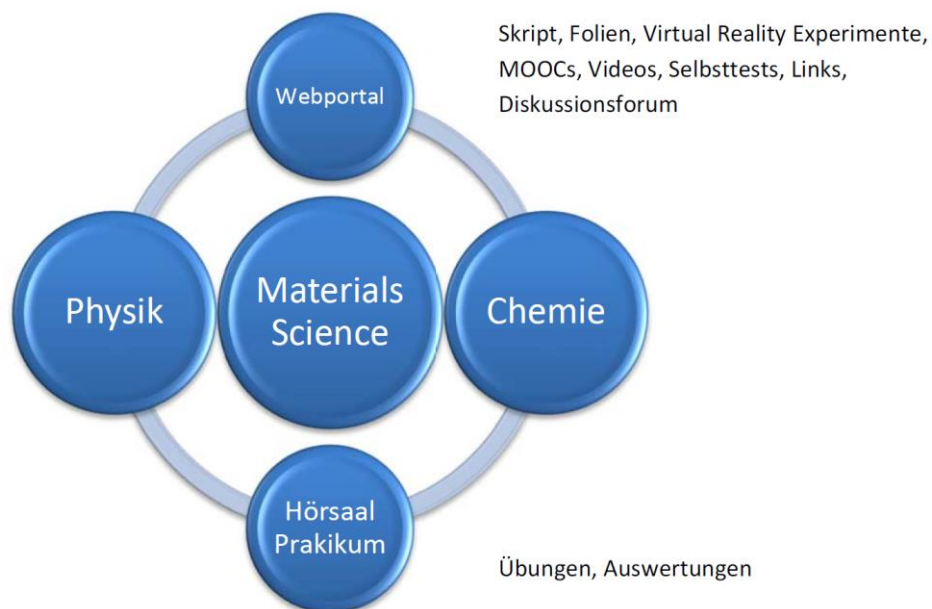 Skript, Folien, Virtual Reality Experimente,
MOOCs, Videos, Selbsttests, Links,
Diskussionsforum
Webportal
Physik
Materials
Science
Chemie
Hörsaal
Prakikum
Übungen, Auswertungen